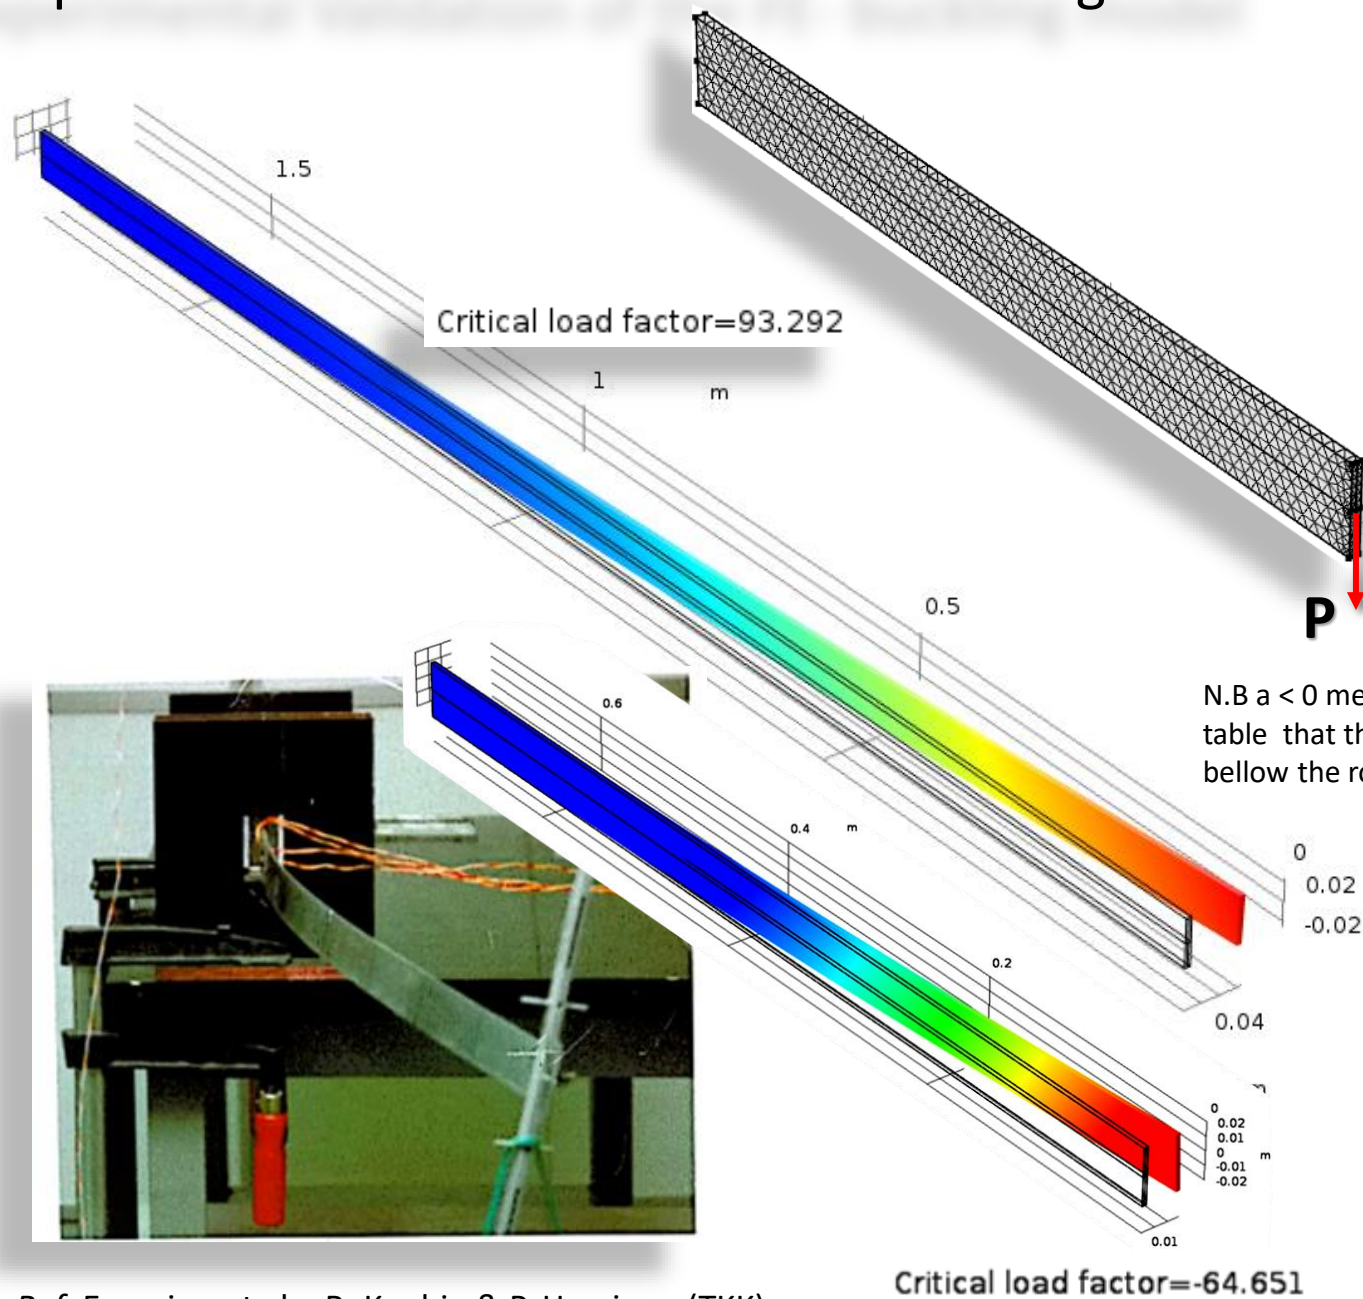 1.5
Critical load factor=93.292
1
m
0.5
P
N.B a < 0 me
table that th
bellow the ro
0.6
0.4
m
0
0.02
-0.02
0.2
0.04
m
0
0.02
0.01
0
-0.01
-0.02
m
0.01
Critical load factor=-64.651